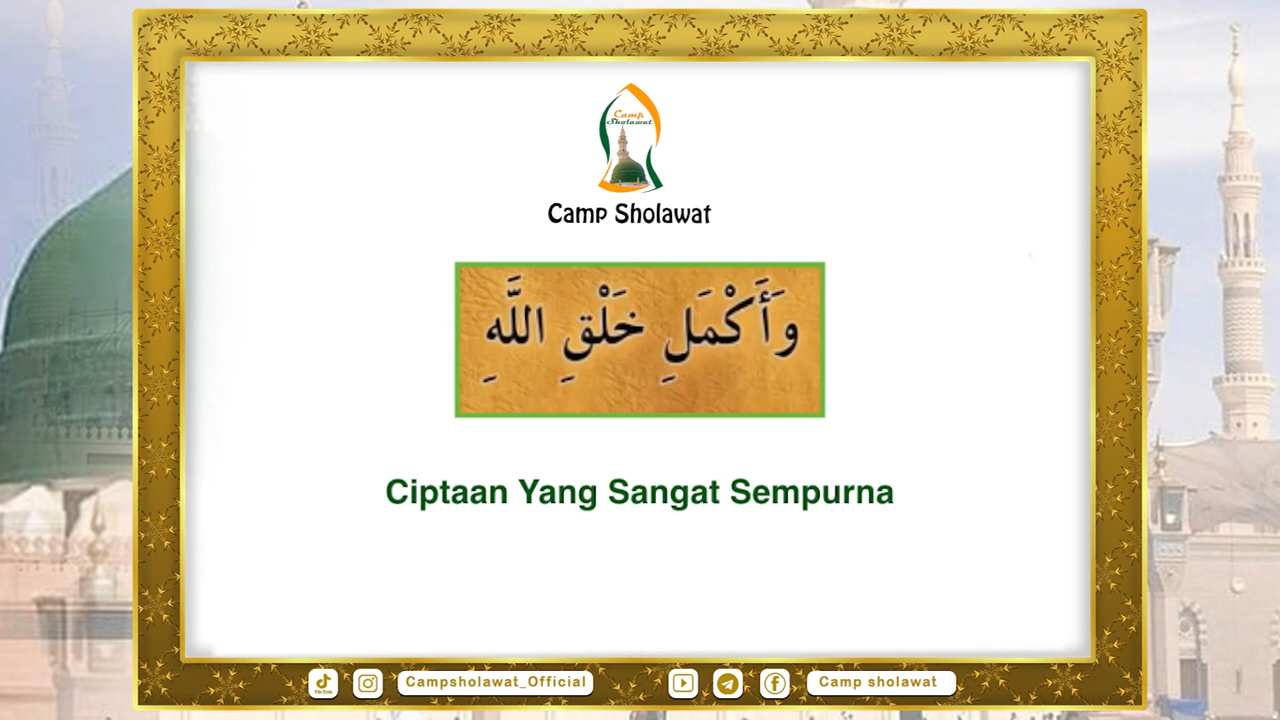 Camp
Sholawat
Camp Sholawat
وَأَكْمَلِ خَلْقِ اللَّهِ
Ciptaan Yang Sangat Sempurna
TikTok
Campsholawat_Official
Camp sholawat